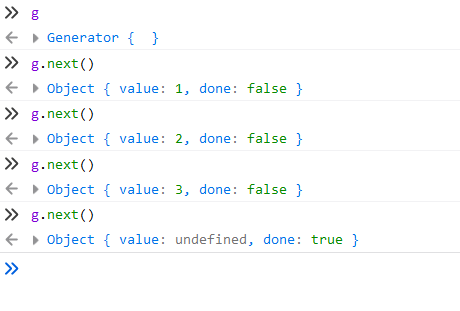 g
Generator {  }
g.next()
Object { value: 1, done: false }
g.next()
Object { value: 2, done: false }
g.next()
Object { value: 3, done: false }
g.next()
Object { value: undefined, done: true }